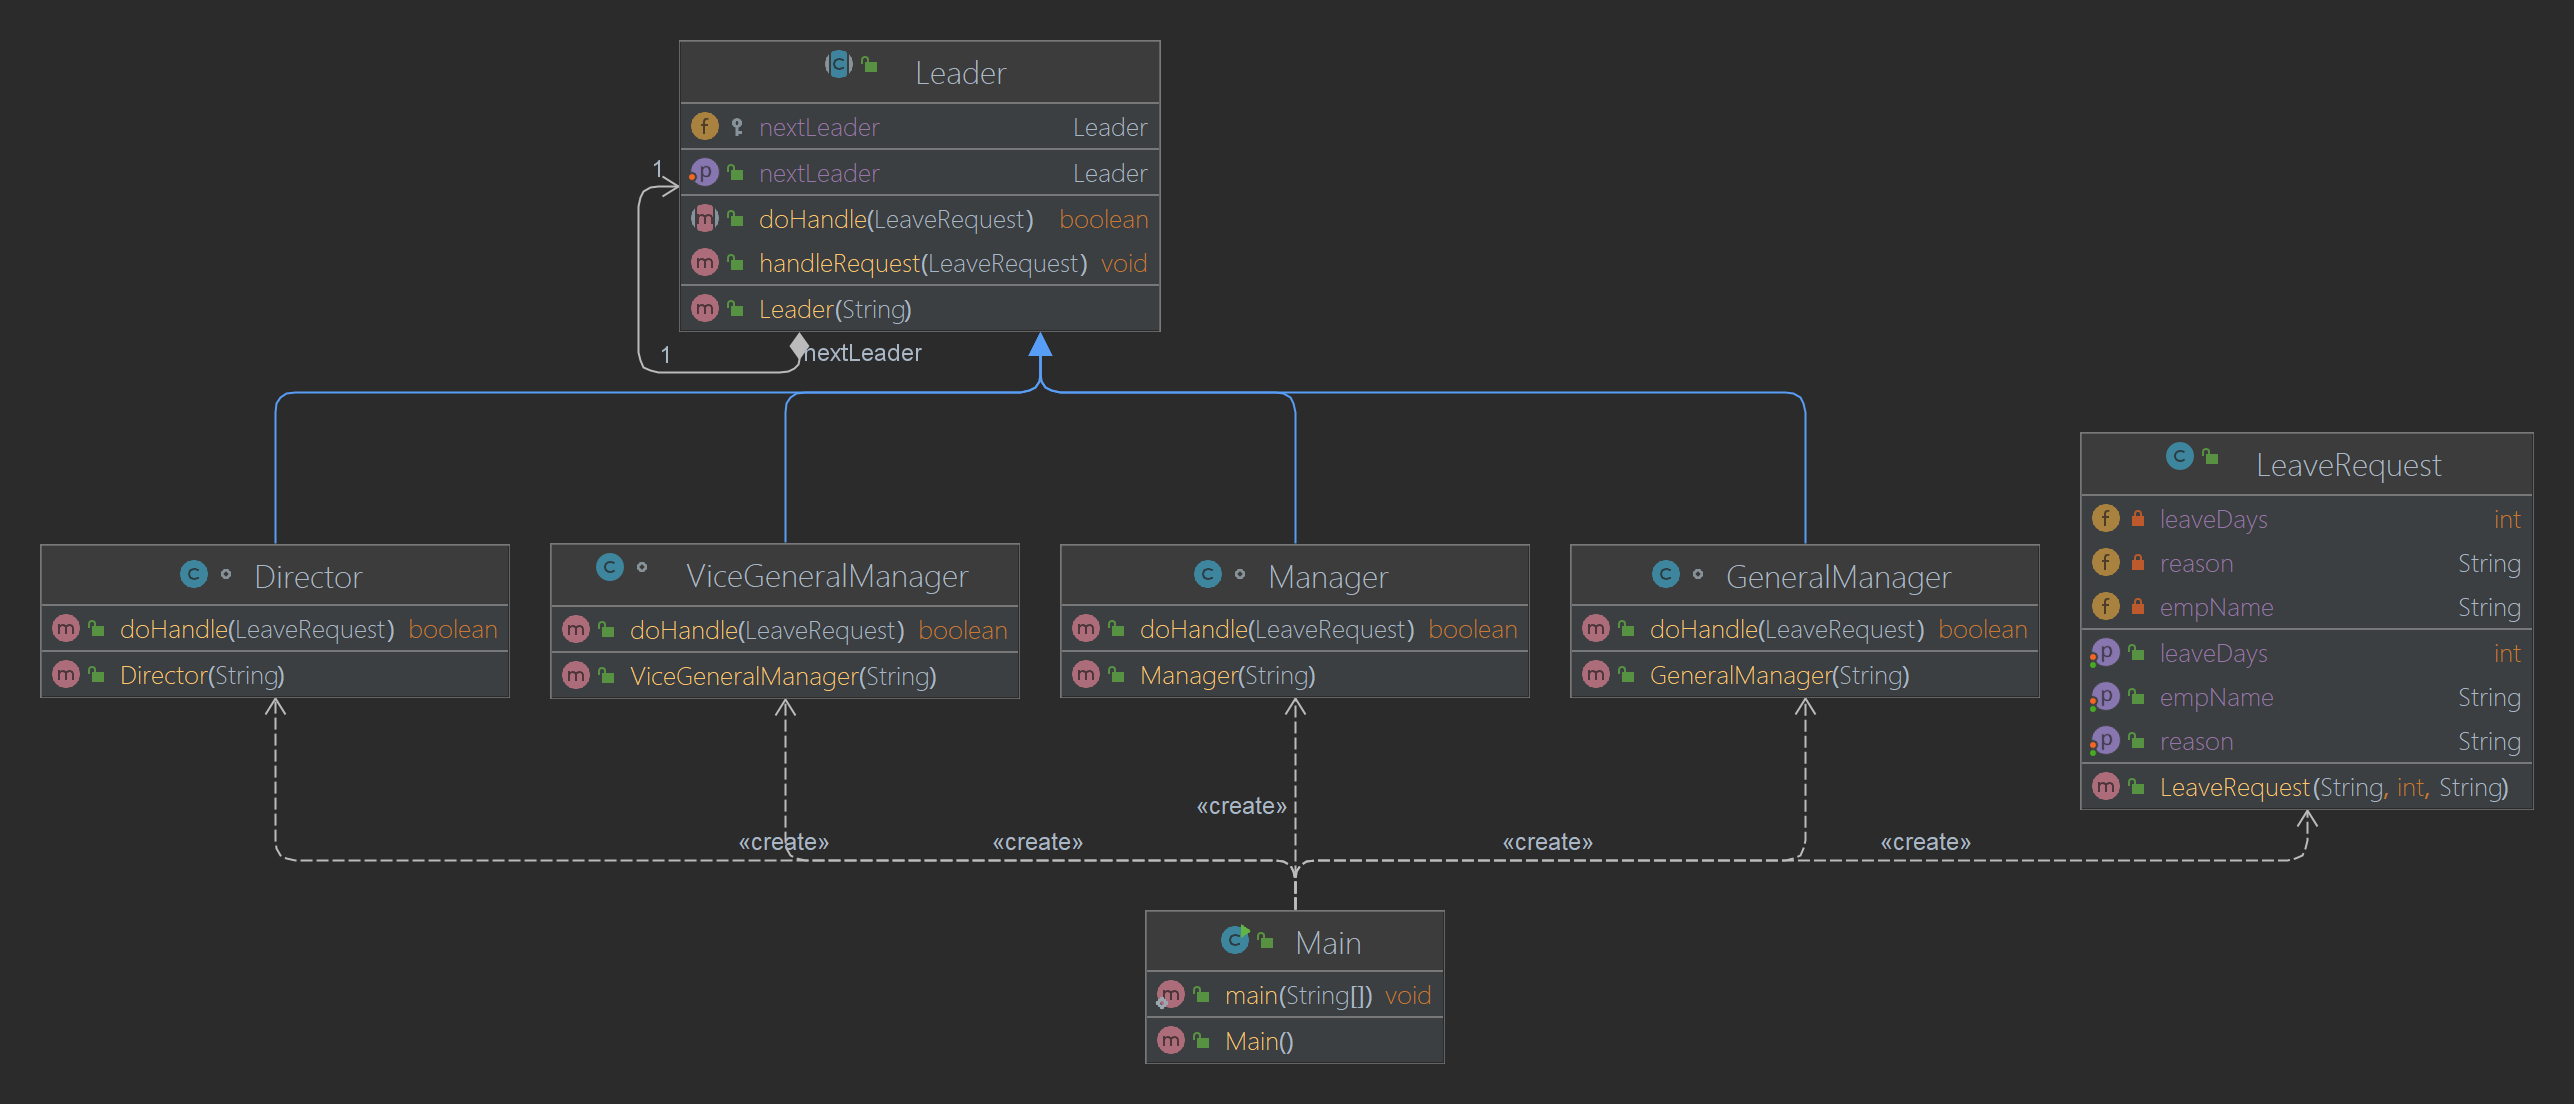 Leader
nextLeader Leader
nextLeader Leader
doHandle(LeaveRequest) boolean
handleRequest(LeaveRequest) void
Leader(String)
1
1
nextLeader
Director
doHandle(LeaveRequest) boolean
Director(String)
ViceGeneralManager
doHandle(LeaveRequest) boolean
ViceGeneralManager(String)
Manager
doHandle(LeaveRequest) boolean
Manager(String)
GeneralManager
doHandle(LeaveRequest) boolean
GeneralManager(String)
LeaveRequest
leaveDays int
reason String
empName String
leaveDays int
empName String
reason String
LeaveRequest(String, int, String)
«create»
«create»
«create»
«create»
«create»
Main
main(String[]) void
Main()